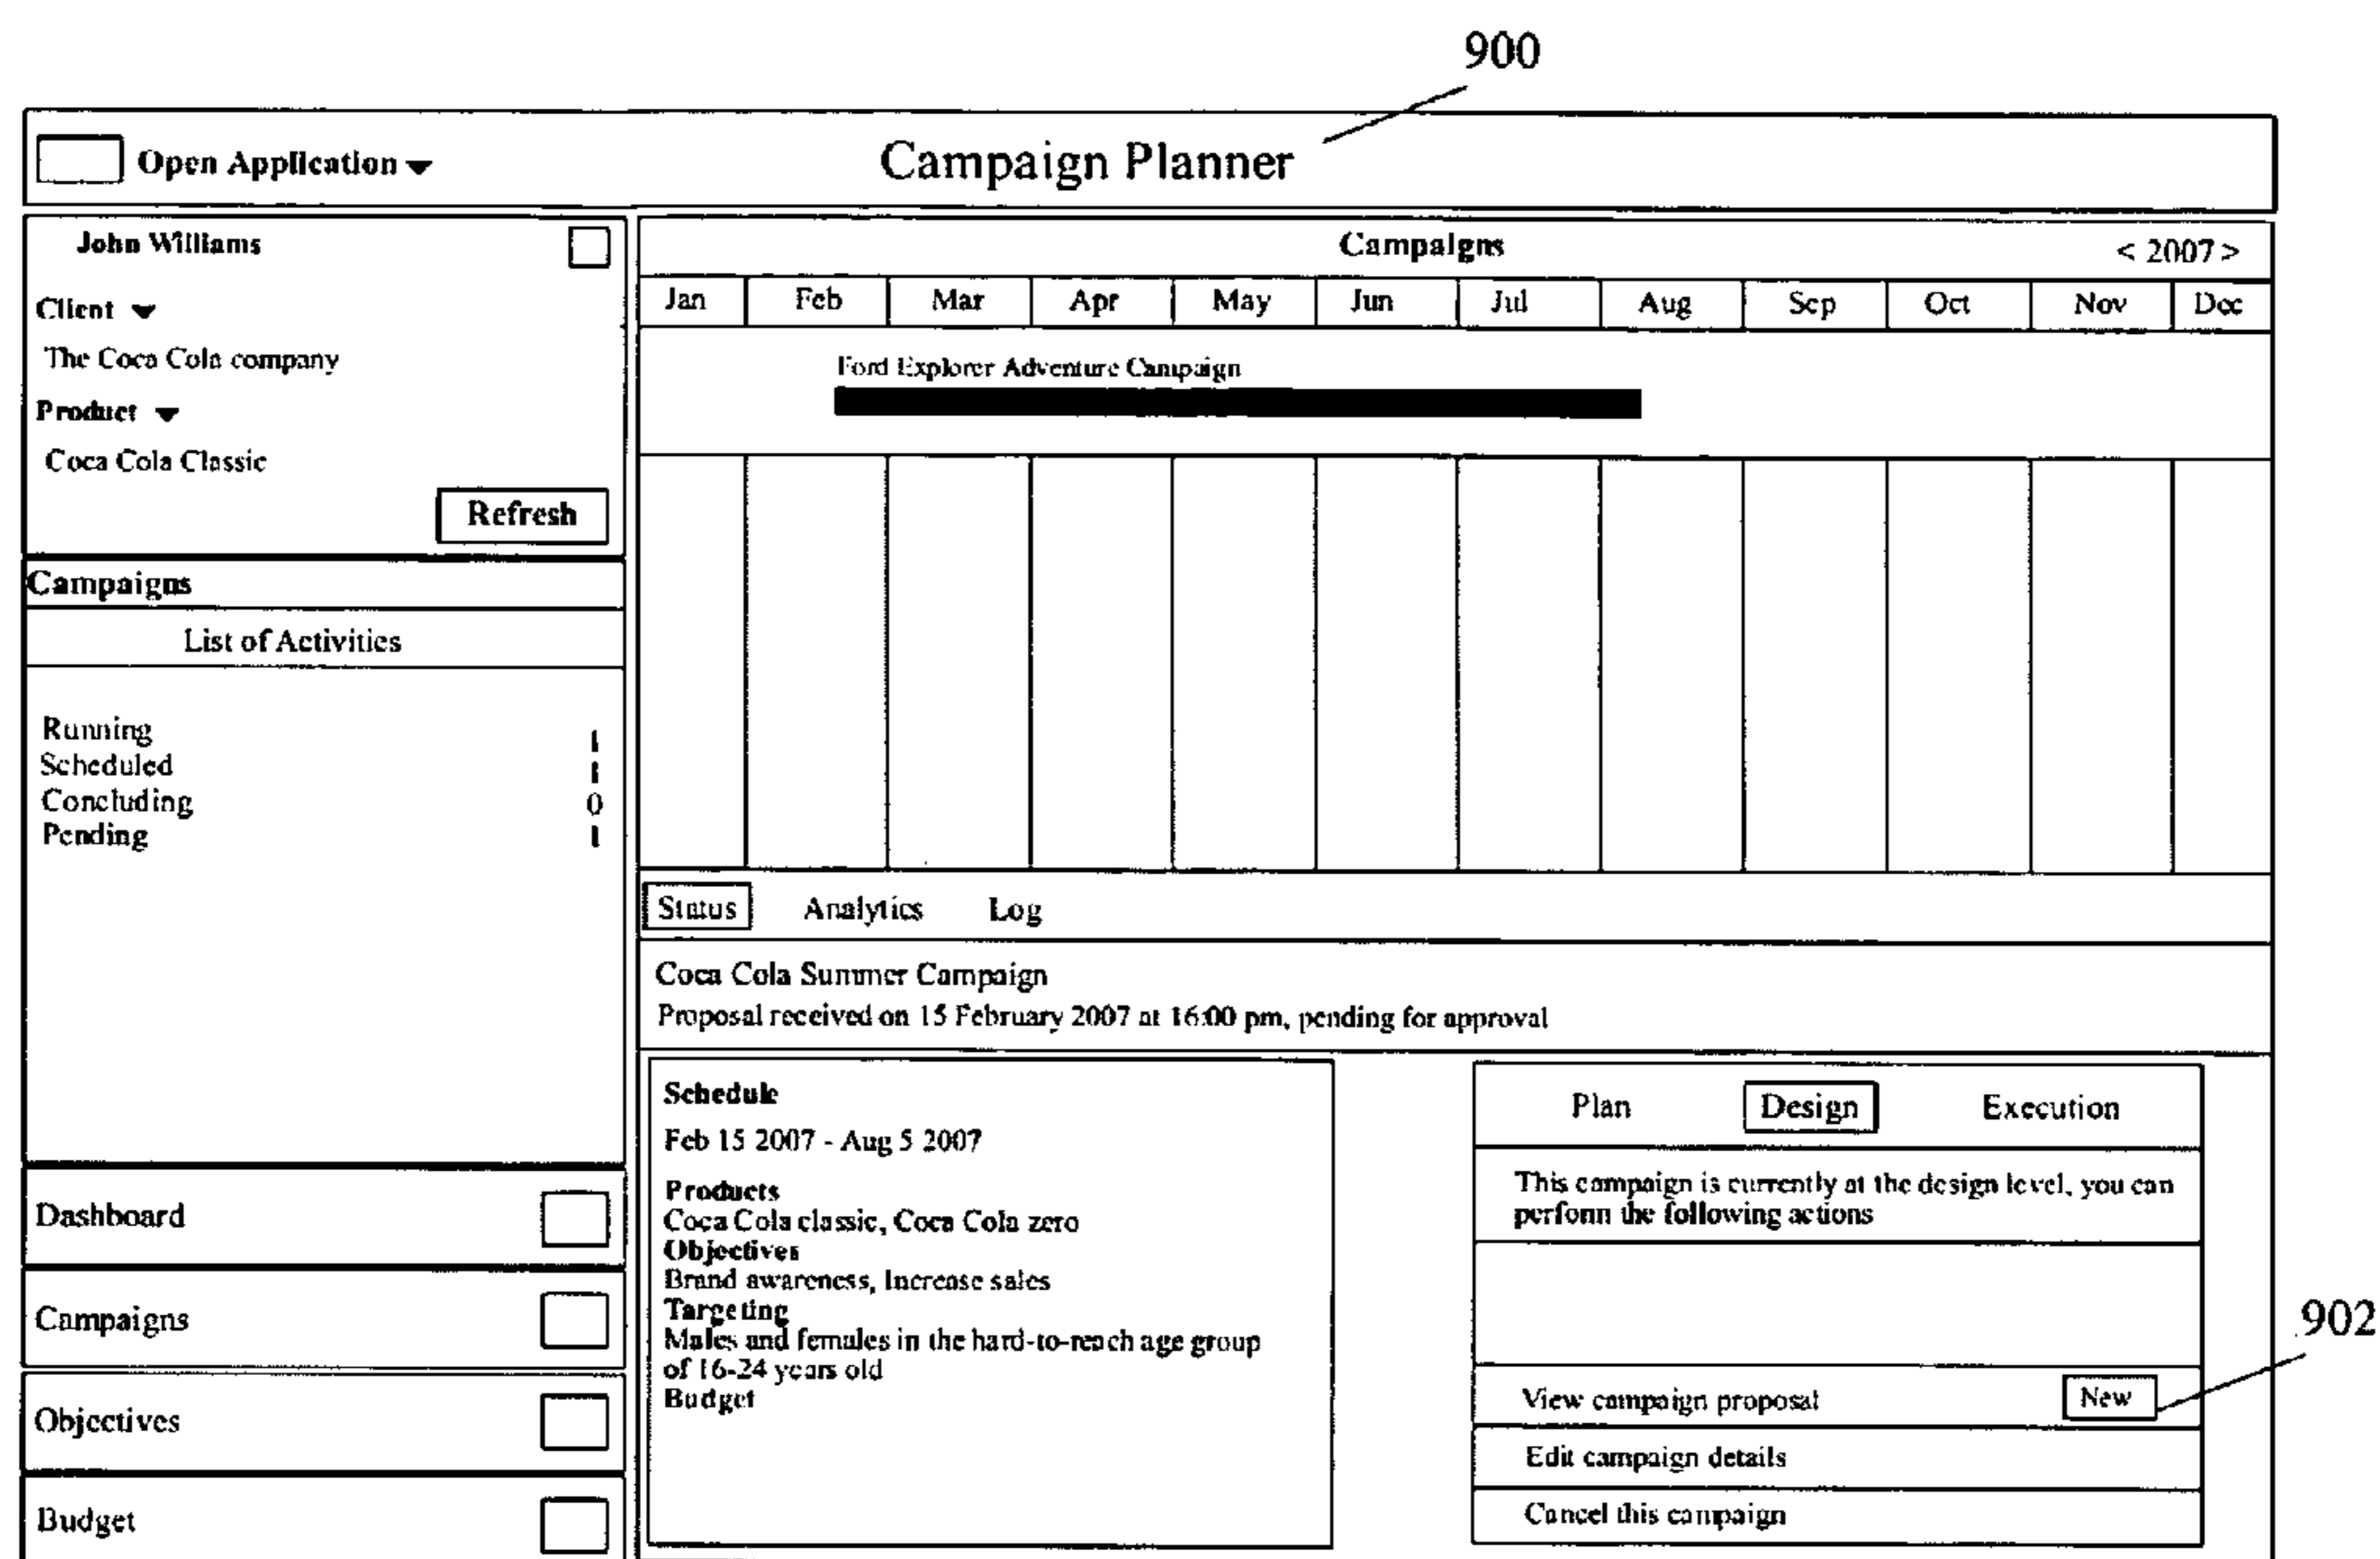 900
Open Application
Campaign Planner
John Williams
Client
The Coca Cola company
Product
Coca Cola Classic
Refresh
Campaigns
List of Activities
Running 1
Scheduled 1
Concluding 0
Pending 1
Dashboard
Campaigns
Objectives
Budget
Campaigns
< 2007 >
Jan Feb Mar Apr May Jun Jul Aug Sep Oct Nov Dec
Ford Explorer Adventure Campaign
Status Analytics Log
Coca Cola Summer Campaign
Proposal received on 15 February 2007 at 16:00 pm, pending for approval
Schedule
Feb 15 2007 - Aug 5 2007
Products
Coca Cola classic, Coca Cola zero
Objectives
Brand awareness, Increase sales
Targeting
Males and females in the hard-to-reach age group
of 16-24 years old
Budget
Plan Design Execution
This campaign is currently at the design level, you can
perform the following actions
View campaign proposal New
902
Edit campaign details
Cancel this campaign